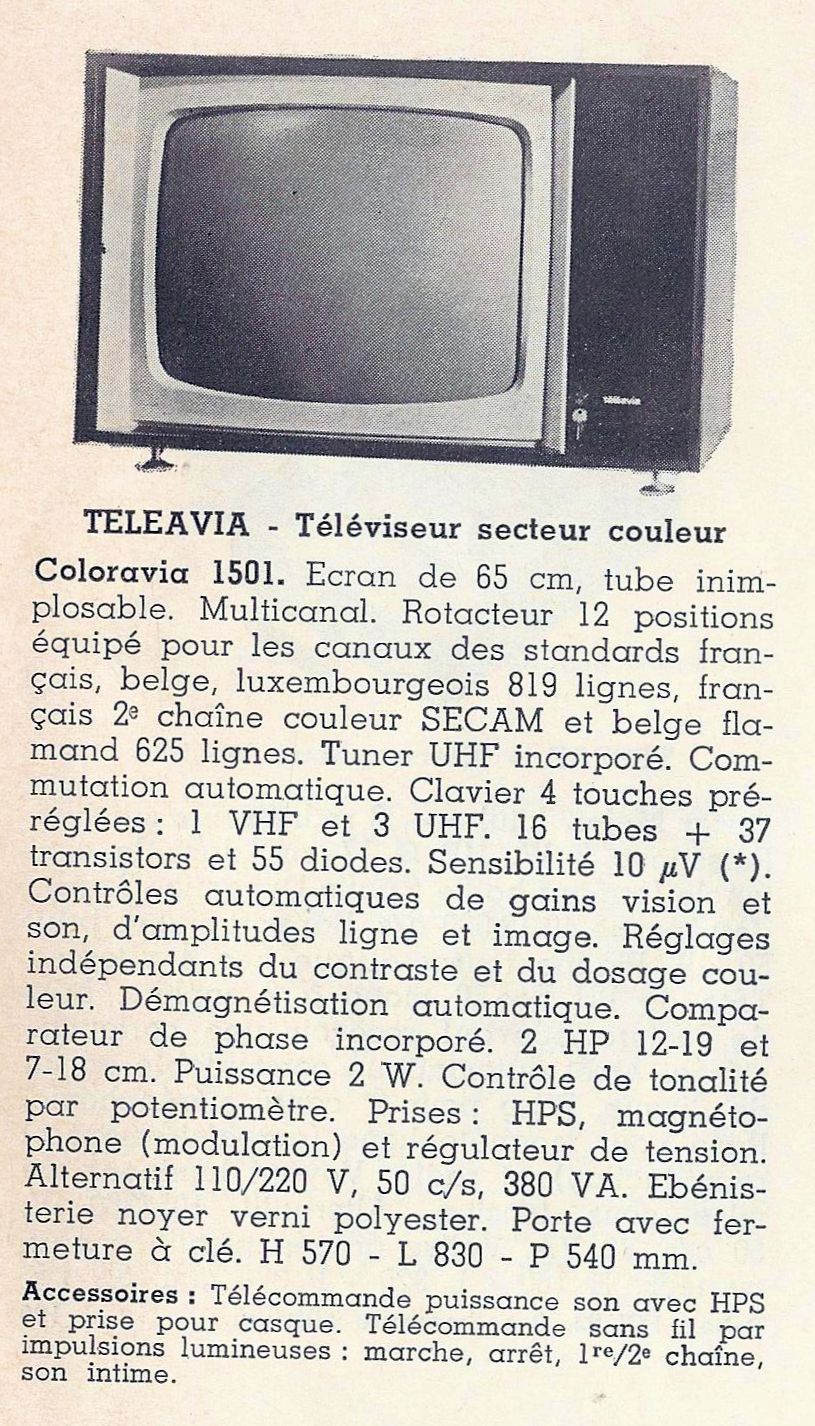 Téléavia
TELEAVIA - Téléviseur secteur couleur
Coloravia 1501. Ecran de 65 cm, tube inim-
plosable. Multicanal. Rotacteur 12 positions
équipé pour les canaux des standards fran-
çais, belge, luxembourgeois 819 lignes, fran-
çais 2e chaîne couleur SECAM et belge fla-
mand 625 lignes. Tuner UHF incorporé. Com-
mutation automatique. Clavier 4 touches pré-
réglées : 1 VHF et 3 UHF. 16 tubes + 37
transistors et 55 diodes. Sensibilité 10 µV (*).
Contrôles automatiques de gains vision et
son, d'amplitudes ligne et image. Réglages
indépendants du contraste et du dosage cou-
leur. Démagnétisation automatique. Compa-
rateur de phase incorporé. 2 HP 12-19 et
7-18 cm. Puissance 2 W. Contrôle de tonalité
par potentiomètre. Prises : HPS, magnéto-
phone (modulation) et régulateur de tension.
Alternatif 110/220 V, 50 c/s, 380 VA. Ebénis-
terie noyer verni polyester. Porte avec fer-
meture à clé. H 570 - L 830 - P 540 mm.
Accessoires : Télécommande puissance son avec HPS
et prise pour casque. Télécommande sans fil par
impulsions lumineuses : marche, arrêt, 1re/2e chaîne,
son intime.